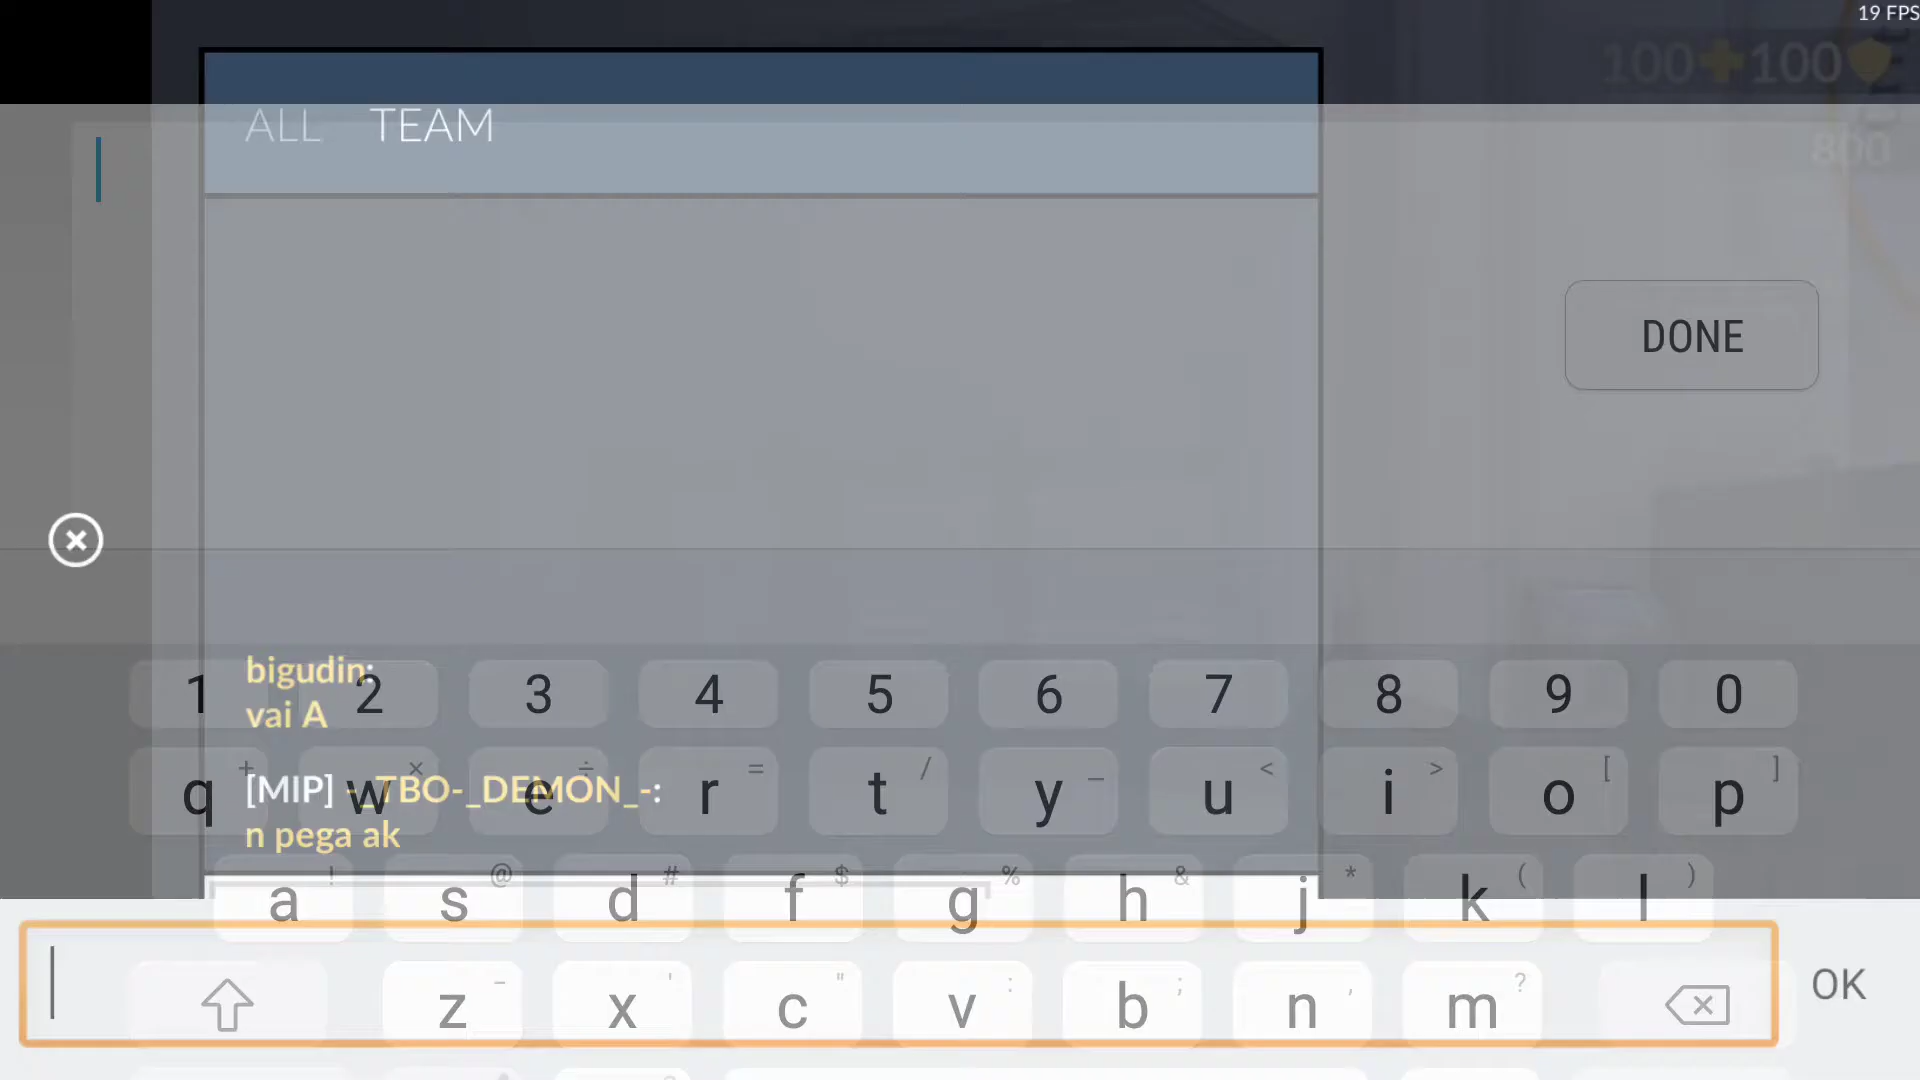 19 FPS
100 100
ALL TEAM
800
DONE
bigudin:
vai A
1 2 3 4 5 6 7 8 9 0
[MIP] -_TBO-_DEMON_-:
n pega ak
+ × ÷ = / _ < > [ ]
q w e r t y u i o p
! @ # $ % & * ( )
a s d f g h j k l
- ' " : ; , ?
z x c v b n m
OK